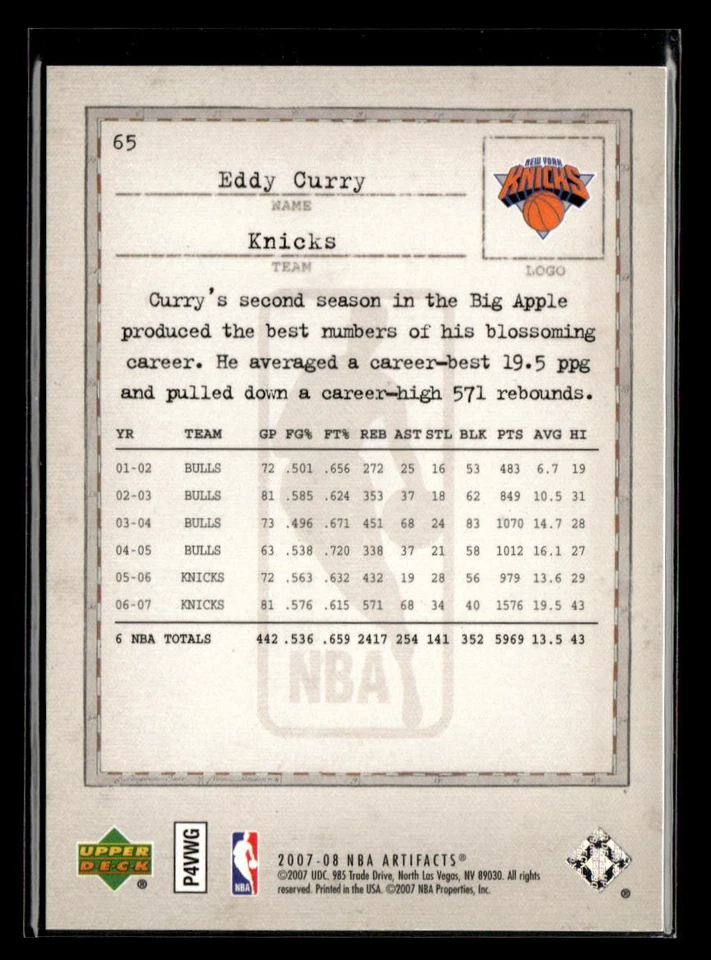 65
Eddy Curry
NAME
Knicks
TEAM
NEW YORK
KNICKS
LOGO
Curry's second season in the Big Apple
produced the best numbers of his blossoming
career. He averaged a career-best 19.5 ppg
and pulled down a career-high 571 rebounds.
YR TEAM GP FG% FT% REB AST STL BLK PTS AVG HI
01-02 BULLS 72 .501 .656 272 25 16 53 483 6.7 19
02-03 BULLS 81 .585 .624 353 37 18 62 849 10.5 31
03-04 BULLS 73 .496 .671 451 68 24 83 1070 14.7 28
04-05 BULLS 63 .538 .720 338 37 21 58 1012 16.1 27
05-06 KNICKS 72 .563 .632 432 19 28 56 979 13.6 29
06-07 KNICKS 81 .576 .615 571 68 34 40 1576 19.5 43
6 NBA TOTALS 442 .536 .659 2417 254 141 352 5969 13.5 43
NBA
UPPER
DECK
®
P4VWG
NBA
2007-08 NBA ARTIFACTS®
©2007 UDC. 985 Trade Drive, North Las Vegas, NV 89030. All rights
reserved. Printed in the USA. ©2007 NBA Properties, Inc.
®